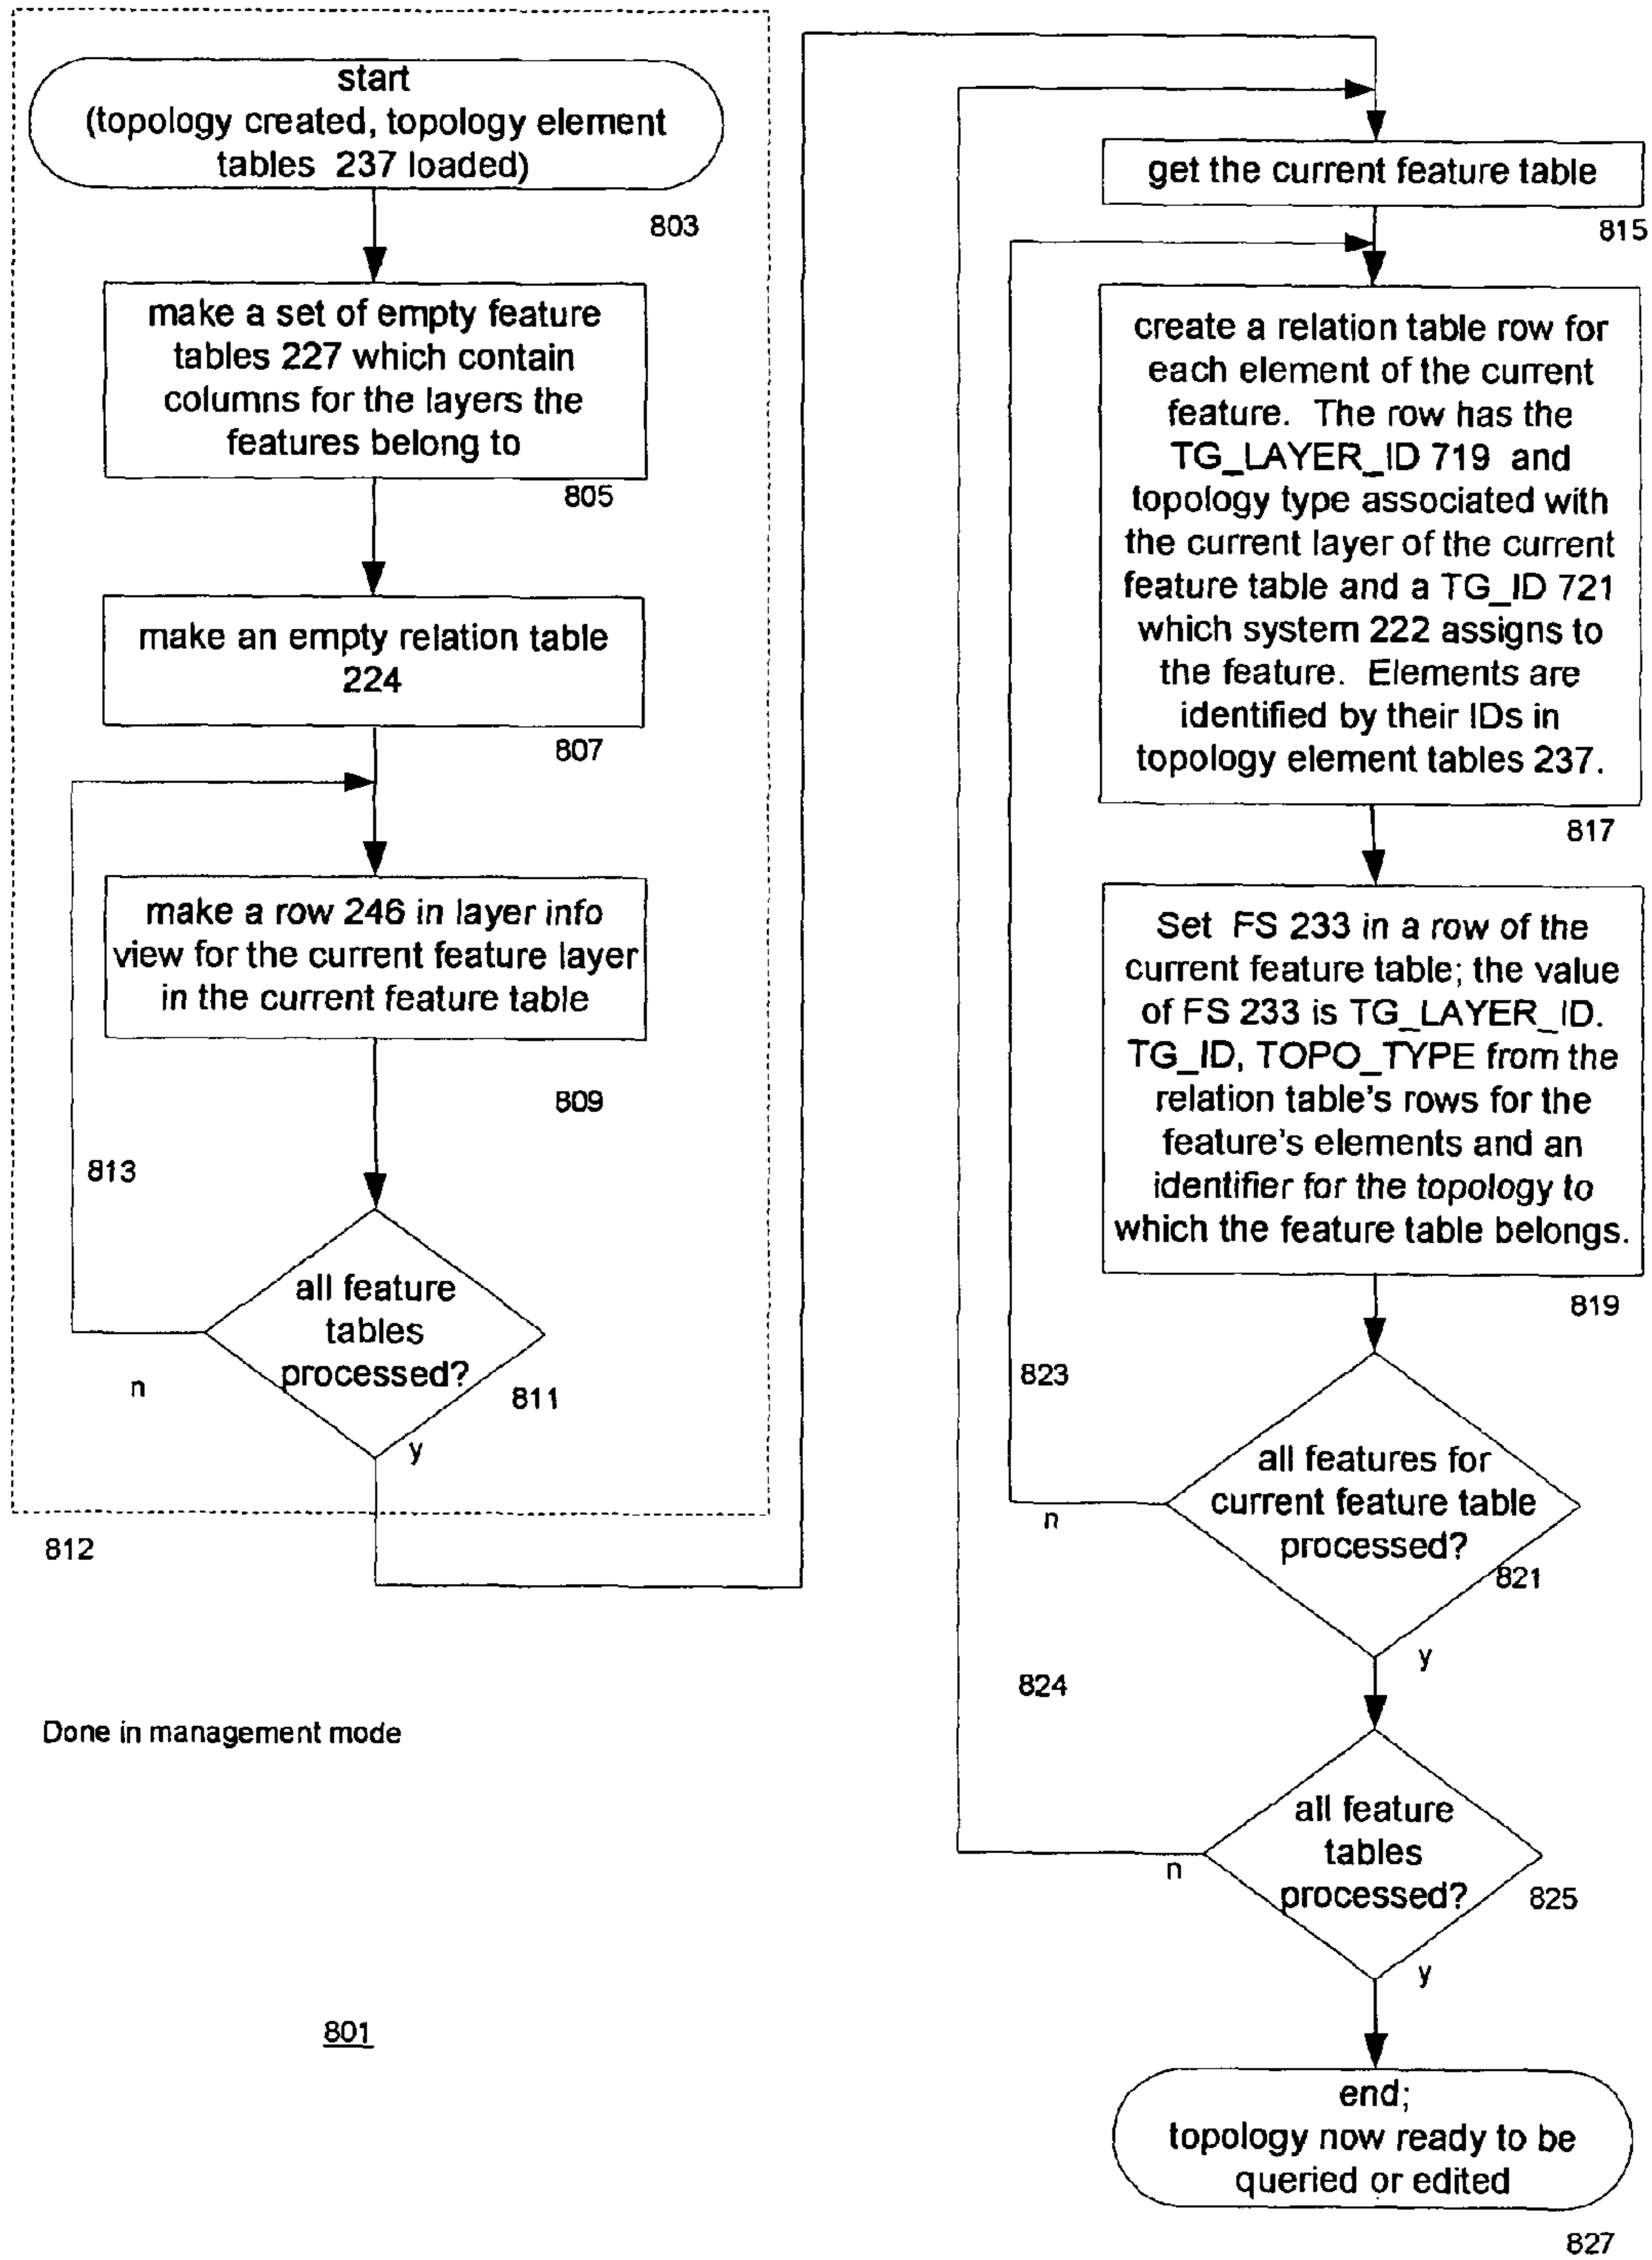 start
(topology created, topology element
tables 237 loaded)
803
make a set of empty feature
tables 227 which contain
columns for the layers the
features belong to
805
make an empty relation table
224
807
make a row 246 in layer info
view for the current feature layer
in the current feature table
809
813
all feature
tables
processed?
811
n
y
812
Done in management mode
801
get the current feature table
815
create a relation table row for
each element of the current
feature. The row has the
TG_LAYER_ID 719 and
topology type associated with
the current layer of the current
feature table and a TG_ID 721
which system 222 assigns to
the feature. Elements are
identified by their IDs in
topology element tables 237.
817
Set FS 233 in a row of the
current feature table; the value
of FS 233 is TG_LAYER_ID.
TG_ID, TOPO_TYPE from the
relation table's rows for the
feature's elements and an
identifier for the topology to
which the feature table belongs.
819
823
all features for
current feature table
processed?
821
n
y
824
all feature
tables
processed?
825
n
y
end;
topology now ready to be
queried or edited
827